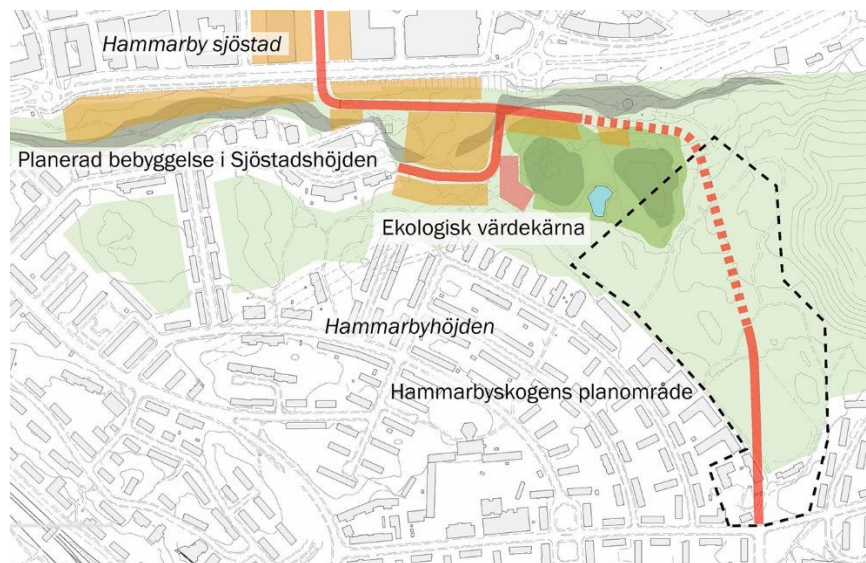 Hammarby sjöstad
Planerad bebyggelse i Sjöstadshöjden
Ekologisk värdekärna
Hammarbyhöjden
Hammarbyskogens planområde